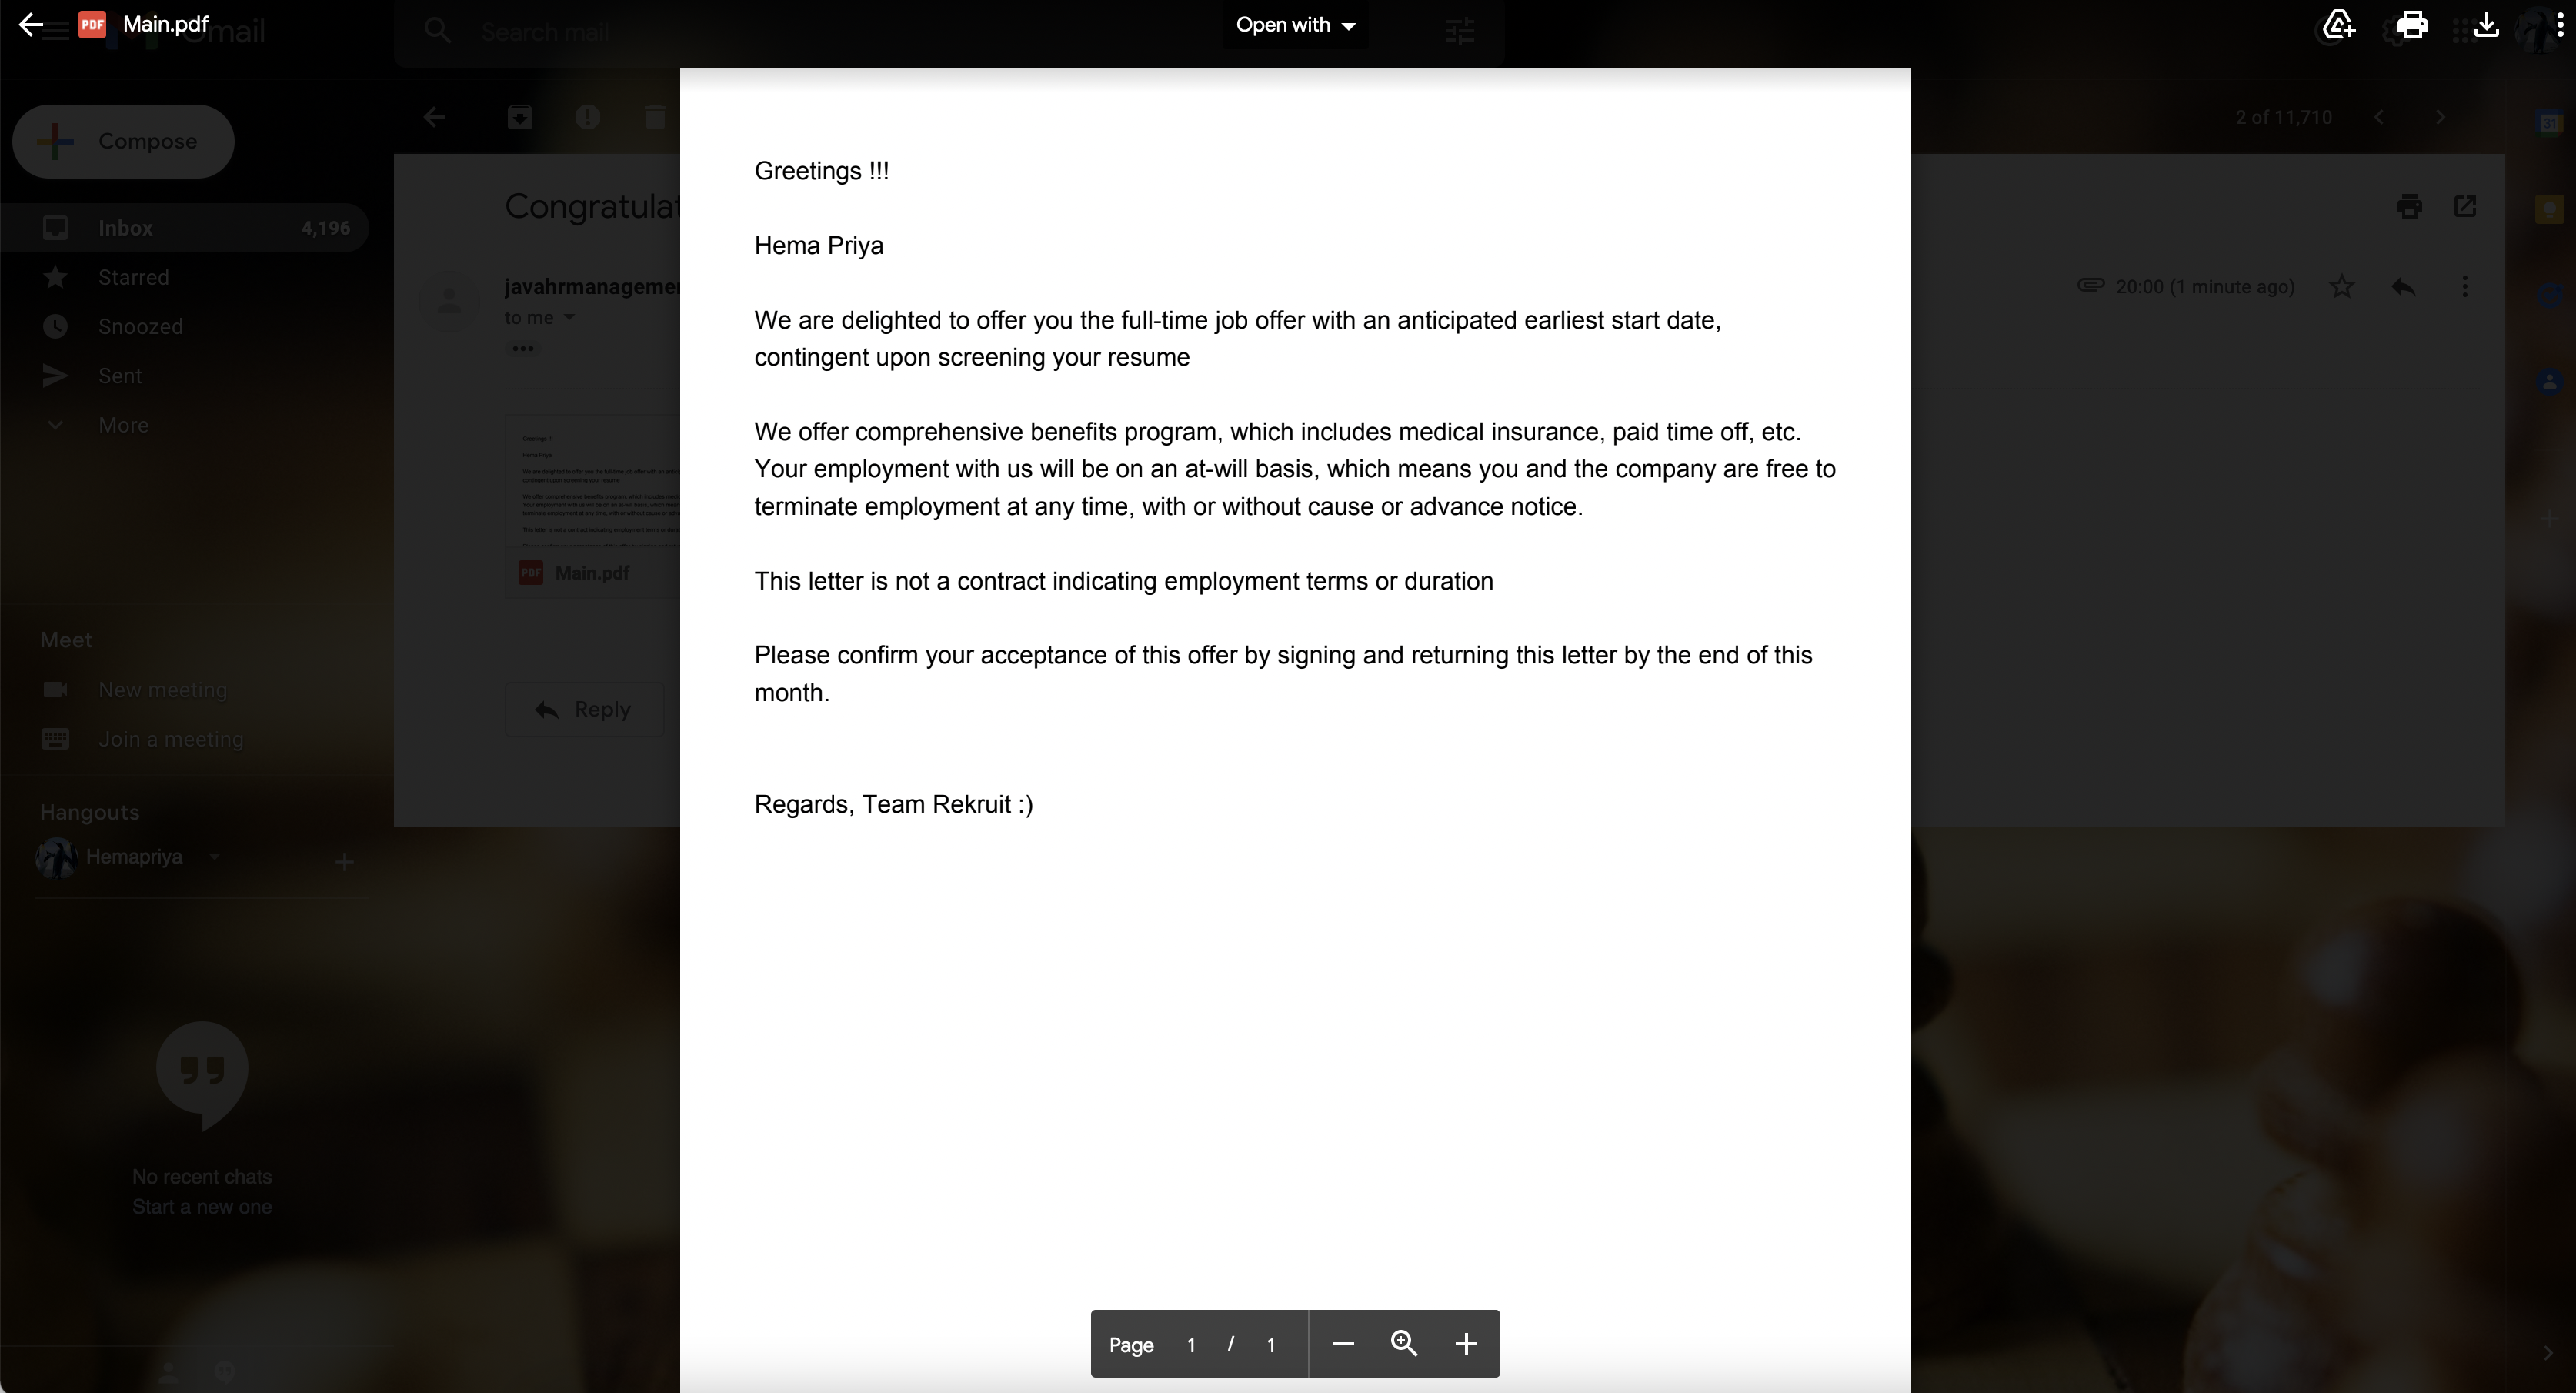 Main.pdf
Open with
Gmail
Search mail
Compose
2 of 11,710
Inbox 4,196
Starred
Snoozed
Sent
More
Congratulat
javahrmanagemen
to me
20:00 (1 minute ago)
Greetings !!!
Hema Priya
We are delighted to offer you the full-time job offer with an anticipated earliest start date,
contingent upon screening your resume
We offer comprehensive benefits program, which includes medical insurance, paid time off, etc.
Your employment with us will be on an at-will basis, which means you and the company are free to
terminate employment at any time, with or without cause or advance notice.
This letter is not a contract indicating employment terms or duration
Please confirm your acceptance of this offer by signing and returning this letter by the end of this
month.
Regards, Team Rekruit :)
PDF Main.pdf
Reply
Meet
New meeting
Join a meeting
Hangouts
Hemapriya
No recent chats
Start a new one
Page 1 / 1